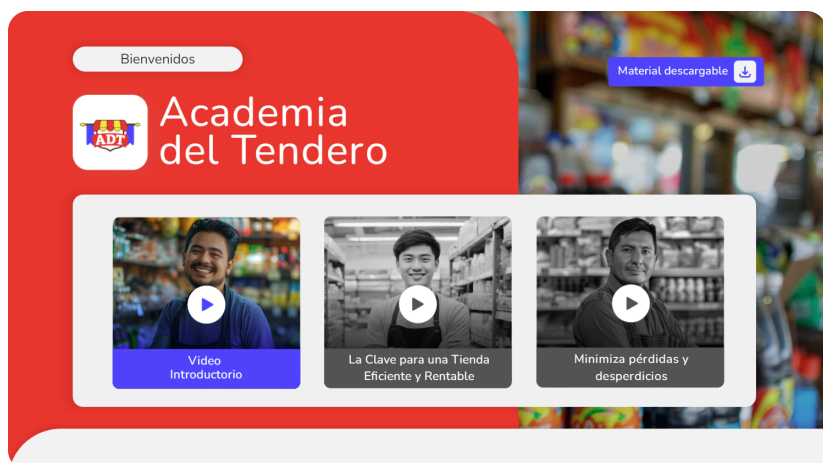 Bienvenidos
Material descargable
ADT
Academia
del Tendero
Video
Introductorio
La Clave para una Tienda
Eficiente y Rentable
Minimiza pérdidas y
desperdicios